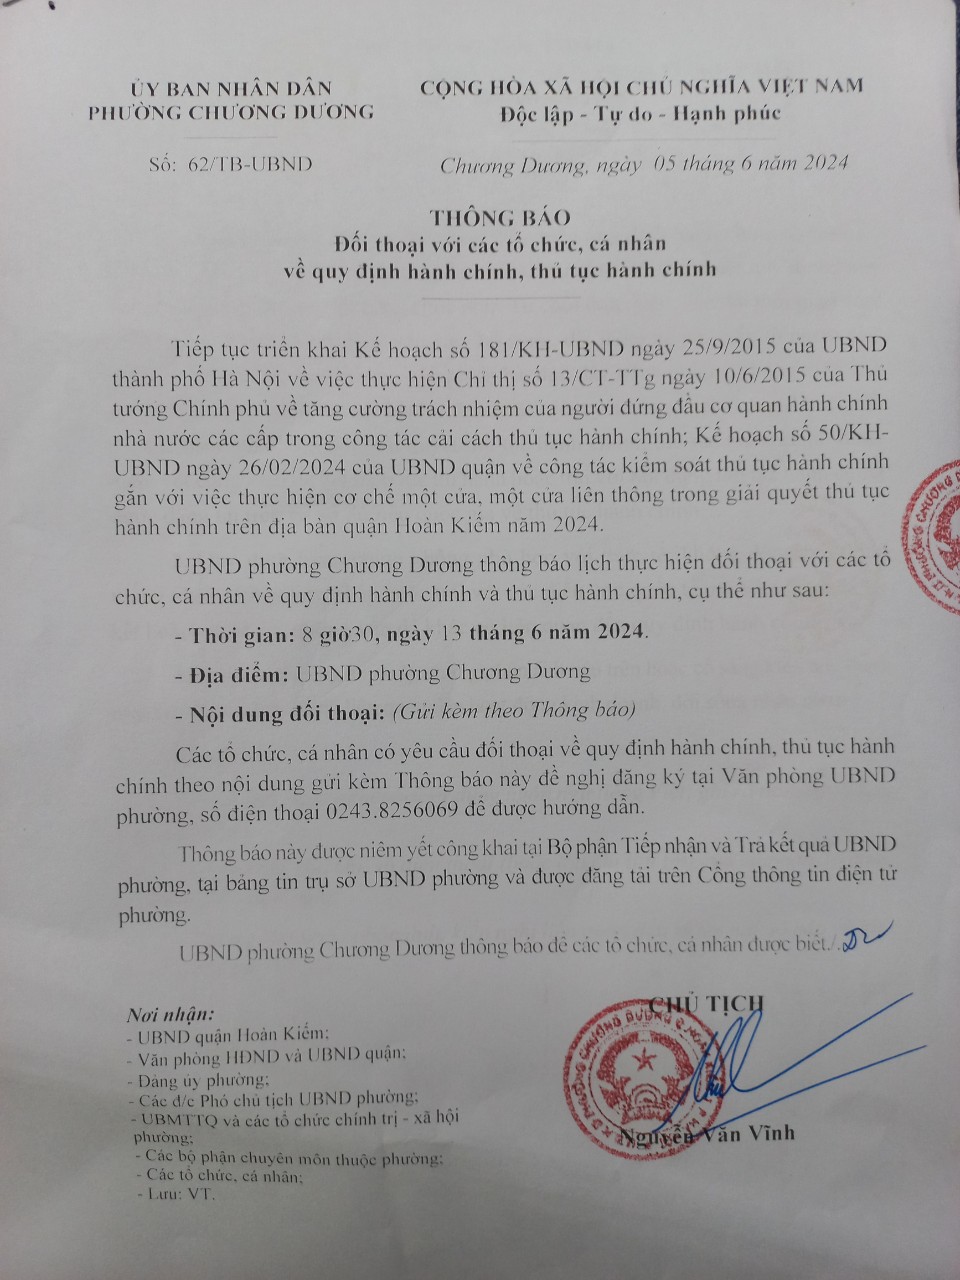 ỦY BAN NHÂN DÂN
PHƯỜNG CHƯƠNG DƯƠNG
CỘNG HÒA XÃ HỘI CHỦ NGHĨA VIỆT NAM
Độc lập - Tự do - Hạnh phúc
Số: 62/TB-UBND
Chương Dương, ngày 05 tháng 6 năm 2024
THÔNG BÁO
Đối thoại với các tổ chức, cá nhân
về quy định hành chính, thủ tục hành chính
Tiếp tục triển khai Kế hoạch số 181/KH-UBND ngày 25/9/2015 của UBND
thành phố Hà Nội về việc thực hiện Chỉ thị số 13/CT-TTg ngày 10/6/2015 của Thủ
tướng Chính phủ về tăng cường trách nhiệm của người đứng đầu cơ quan hành chính
nhà nước các cấp trong công tác cải cách thủ tục hành chính; Kế hoạch số 50/KH-
UBND ngày 26/02/2024 của UBND quận về công tác kiểm soát thủ tục hành chính
gắn với việc thực hiện cơ chế một cửa, một cửa liên thông trong giải quyết thủ tục
hành chính trên địa bàn quận Hoàn Kiếm năm 2024.
UBND phường Chương Dương thông báo lịch thực hiện đối thoại với các tổ
chức, cá nhân về quy định hành chính và thủ tục hành chính, cụ thể như sau:
- Thời gian: 8 giờ30, ngày 13 tháng 6 năm 2024.
- Địa điểm: UBND phường Chương Dương
- Nội dung đối thoại: (Gửi kèm theo Thông báo)
Các tổ chức, cá nhân có yêu cầu đối thoại về quy định hành chính, thủ tục hành
chính theo nội dung gửi kèm Thông báo này đề nghị đăng ký tại Văn phòng UBND
phường, số điện thoại 0243.8256069 để được hướng dẫn.
Thông báo này được niêm yết công khai tại Bộ phận Tiếp nhận và Trả kết quả UBND
phường, tại bảng tin trụ sở UBND phường và được đăng tải trên Cổng thông tin điện tử
phường.
UBND phường Chương Dương thông báo để các tổ chức, cá nhân được biết./.
Nơi nhận:
- UBND quận Hoàn Kiếm;
- Văn phòng HĐND và UBND quận;
- Đảng ủy phường;
- Các đ/c Phó chủ tịch UBND phường;
- UBMTTQ và các tổ chức chính trị - xã hội
phường;
- Các bộ phận chuyên môn thuộc phường;
- Các tổ chức, cá nhân;
- Lưu: VT.
CHỦ TỊCH
Nguyễn Văn Vĩnh